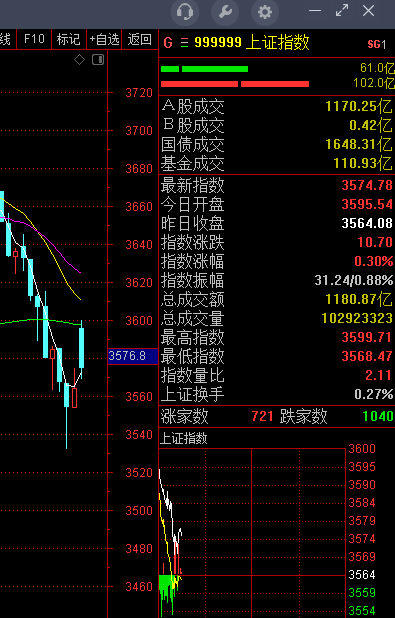 线 F10 标记 +自选 返回
G 999999 上证指数 SG1
61.0亿
102.0亿
A股成交 1170.25亿
B股成交 0.42亿
国债成交 1648.31亿
基金成交 110.93亿
最新指数 3574.78
今日开盘 3595.54
昨日收盘 3564.08
指数涨跌 10.70
指数涨幅 0.30%
指数振幅 31.24/0.88%
总成交额 1180.87亿
总成交量 102923323
最高指数 3599.71
最低指数 3568.47
指数量比 2.11
上证换手 0.27%
涨家数 721 跌家数 1040
上证指数
3720
3700
3680
3660
3640
3620
3600
3576.8
3560
3540
3520
3500
3480
3460
3600
3595
3590
3584
3579
3574
3569
3564
3559
3554